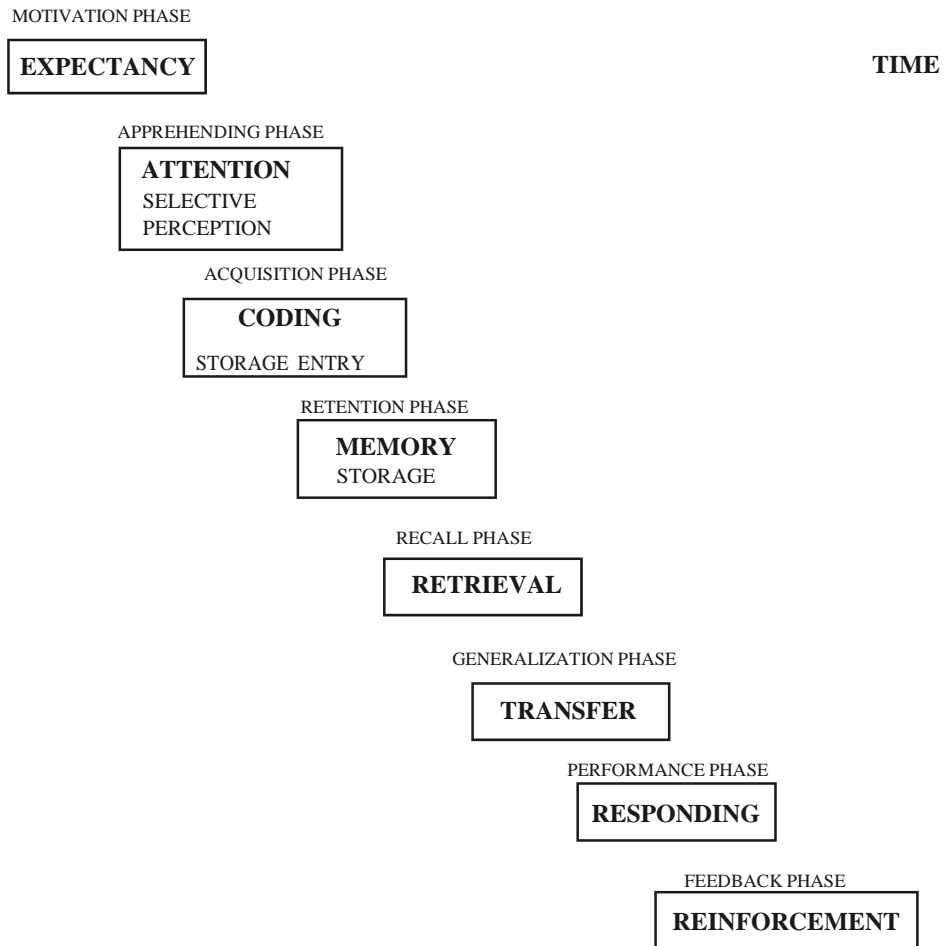 MOTIVATION PHASE
EXPECTANCY
TIME
APPREHENDING PHASE
ATTENTION
SELECTIVE
PERCEPTION
ACQUISITION PHASE
CODING
STORAGE ENTRY
RETENTION PHASE
MEMORY
STORAGE
RECALL PHASE
RETRIEVAL
GENERALIZATION PHASE
TRANSFER
PERFORMANCE PHASE
RESPONDING
FEEDBACK PHASE
REINFORCEMENT